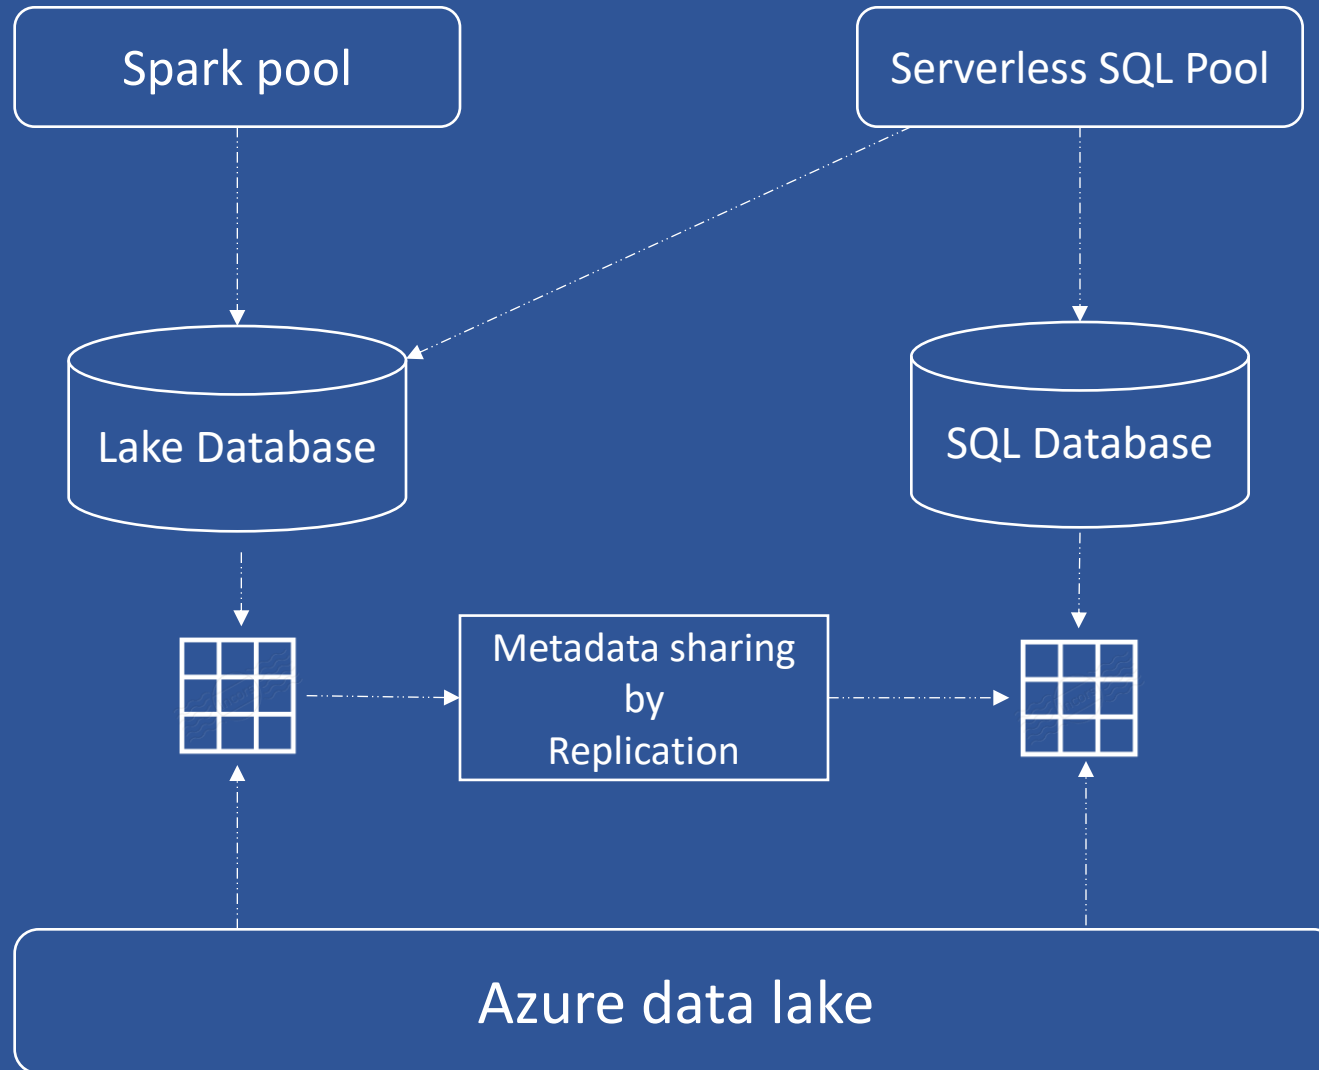 Spark pool
Serverless SQL Pool
Lake Database
SQL Database
Metadata sharing
by
Replication
Azure data lake